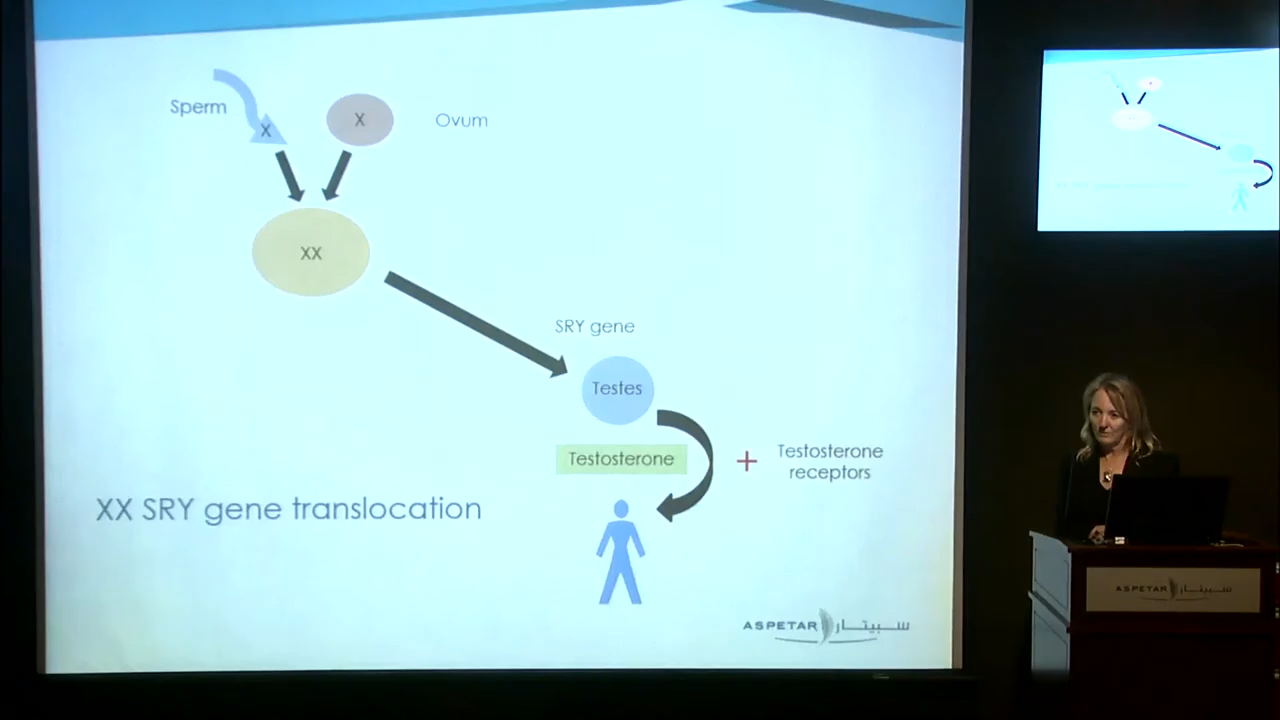 Sperm
X
X
Ovum
XX
SRY gene
Testes
Testosterone
+
Testosterone
receptors
XX SRY gene translocation
ASPETAR سبيتار
ASPETAR سبيتار